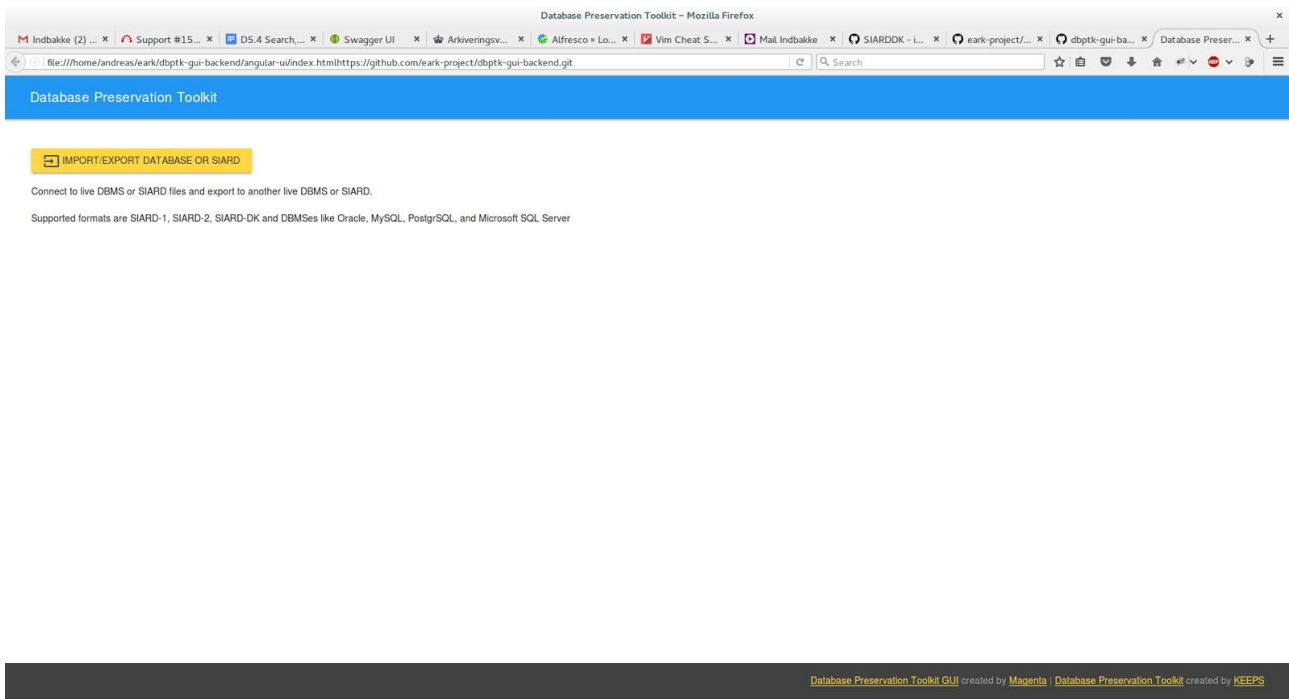 Database Preservation Toolkit – Mozilla Firefox
Indbakke (2) ... Support #15... D5.4 Search,... Swagger UI Arkiveringsv... Alfresco » Lo... Vim Cheat S... Mail Indbakke SIARDDK - i... eark-project/... dbptk-gui-ba... Database Preser...
file:///home/andreas/eark/dbptk-gui-backend/angular-ui/index.htmlhttps://github.com/eark-project/dbptk-gui-backend.git Search
Database Preservation Toolkit
IMPORT/EXPORT DATABASE OR SIARD
Connect to live DBMS or SIARD files and export to another live DBMS or SIARD.
Supported formats are SIARD-1, SIARD-2, SIARD-DK and DBMSes like Oracle, MySQL, PostgrSQL, and Microsoft SQL Server
Database Preservation Toolkit GUI created by Magenta | Database Preservation Toolkit created by KEEPS